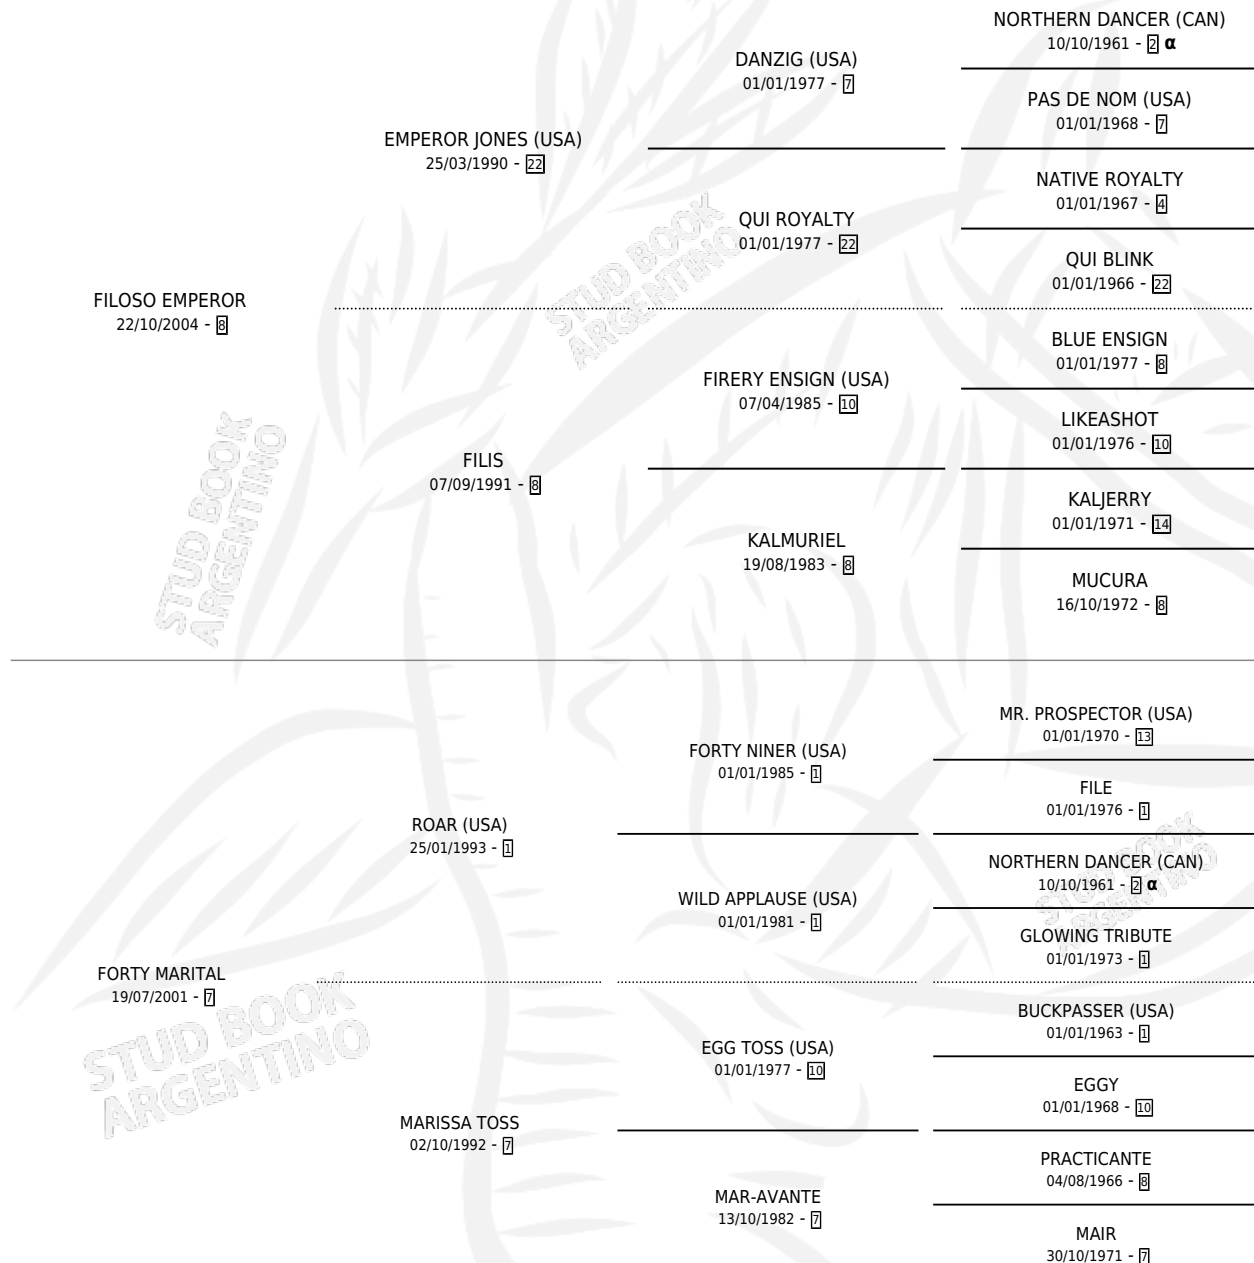 NORTHERN DANCER (CAN)
10/10/1961 - 2 α
DANZIG (USA)
01/01/1977 - 7
PAS DE NOM (USA)
01/01/1968 - 7
EMPEROR JONES (USA)
25/03/1990 - 22
NATIVE ROYALTY
01/01/1967 - 4
QUI ROYALTY
01/01/1977 - 22
QUI BLINK
01/01/1966 - 22
STUD BOOK
ARGENTINO
FILOSO EMPEROR
22/10/2004 - 8
BLUE ENSIGN
01/01/1977 - 8
FIRERY ENSIGN (USA)
07/04/1985 - 10
LIKEASHOT
01/01/1976 - 10
FILIS
07/09/1991 - 8
KALJERRY
01/01/1971 - 14
KALMURIEL
19/08/1983 - 8
MUCURA
16/10/1972 - 8
STUD BOOK
ARGENTINO
MR. PROSPECTOR (USA)
01/01/1970 - 13
FORTY NINER (USA)
01/01/1985 - 1
FILE
01/01/1976 - 1
ROAR (USA)
25/01/1993 - 1
NORTHERN DANCER (CAN)
10/10/1961 - 2 α
STUD BOOK
ARGENTINO
WILD APPLAUSE (USA)
01/01/1981 - 1
GLOWING TRIBUTE
01/01/1973 - 1
FORTY MARITAL
19/07/2001 - 7
STUD BOOK
ARGENTINO
BUCKPASSER (USA)
01/01/1963 - 1
EGG TOSS (USA)
01/01/1977 - 10
EGGY
01/01/1968 - 10
MARISSA TOSS
02/10/1992 - 7
PRACTICANTE
04/08/1966 - 8
MAR-AVANTE
13/10/1982 - 7
MAIR
30/10/1971 - 7